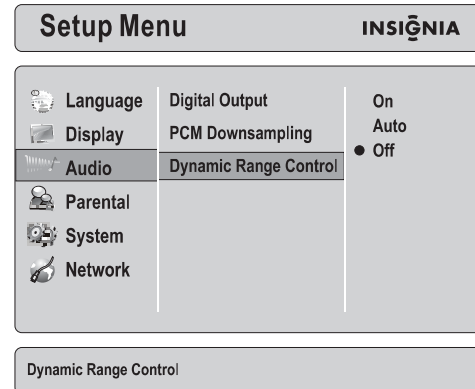 Setup Menu
INSIGNIA
Language
Display
Audio
Parental
System
Network
Digital Output
PCM Downsampling
Dynamic Range Control
On
Auto
Off
Dynamic Range Control